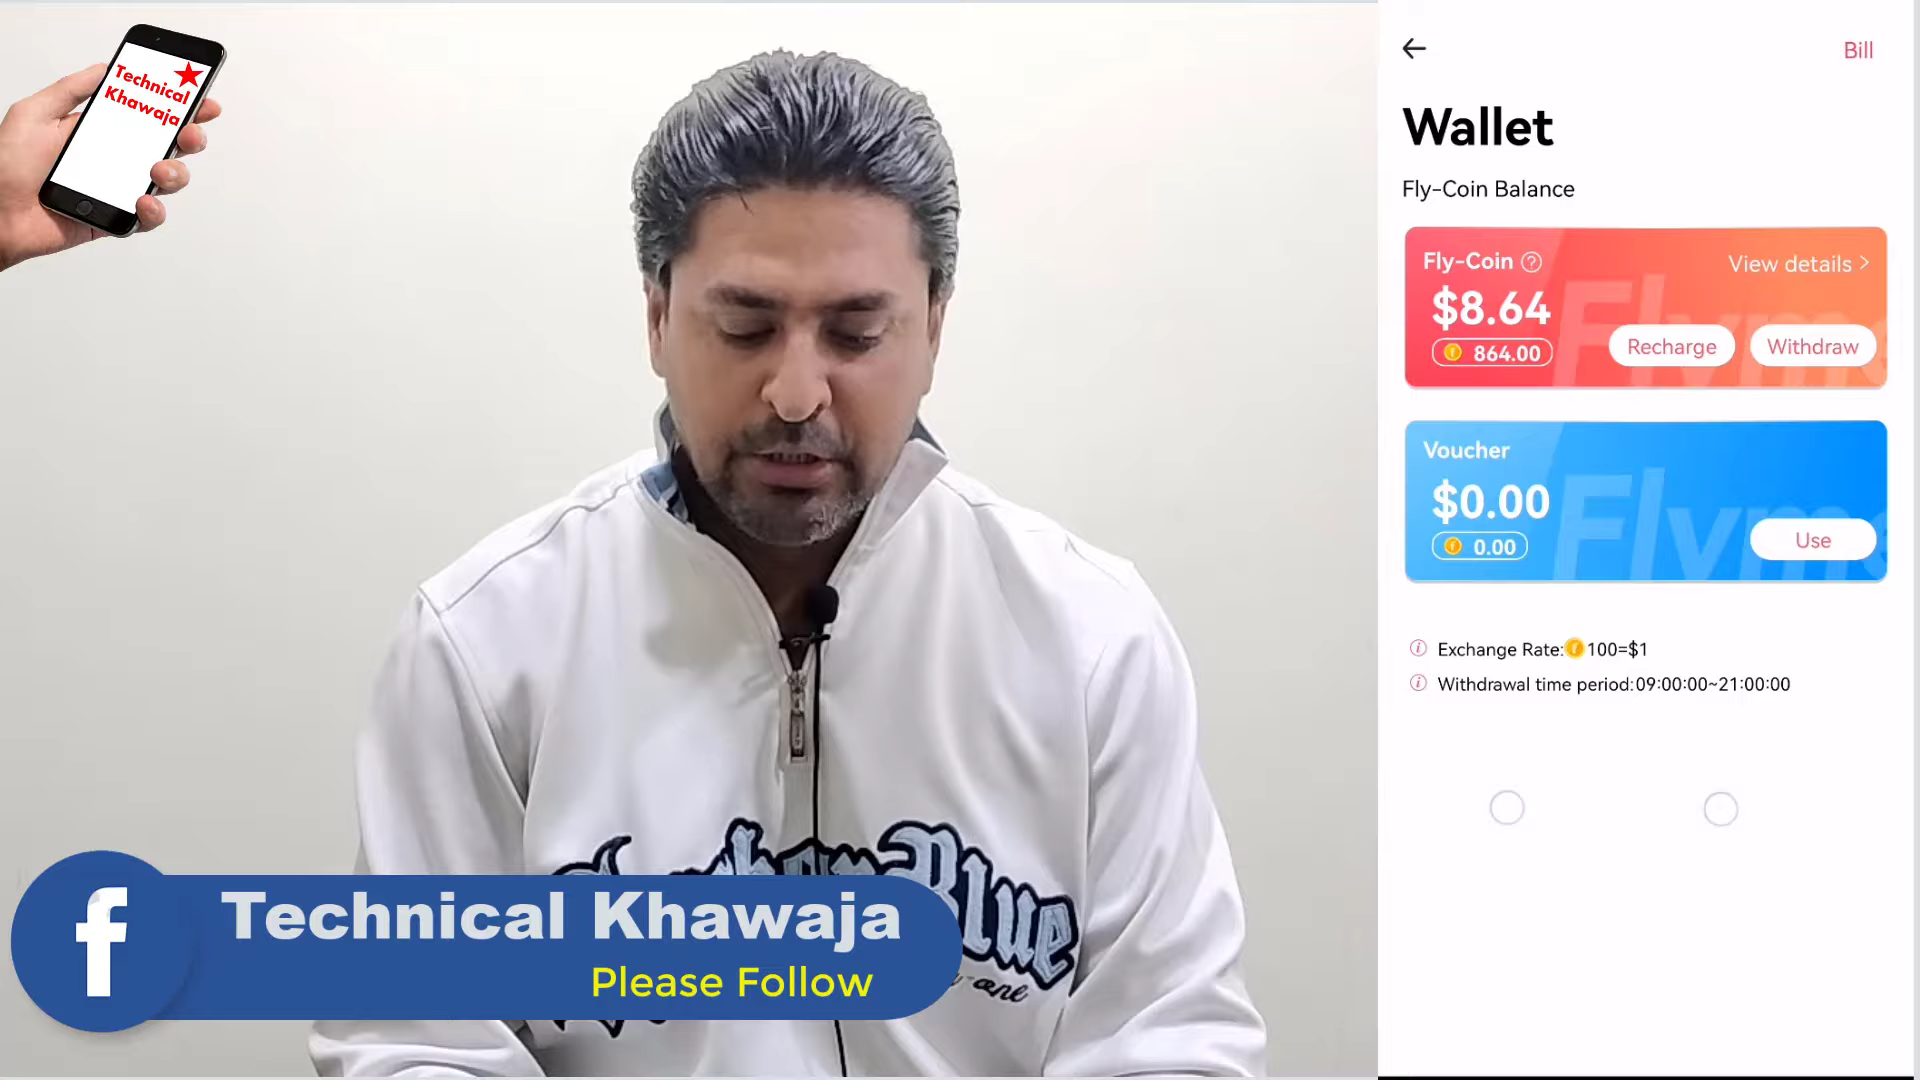 Technical
Khawaja
Bill
Wallet
Fly-Coin Balance
Fly-Coin
View details >
$8.64
864.00
Recharge
Withdraw
Voucher
$0.00
0.00
Use
Exchange Rate: 100=$1
Withdrawal time period:09:00:00~21:00:00
Blue
one
f
Technical Khawaja
Please Follow